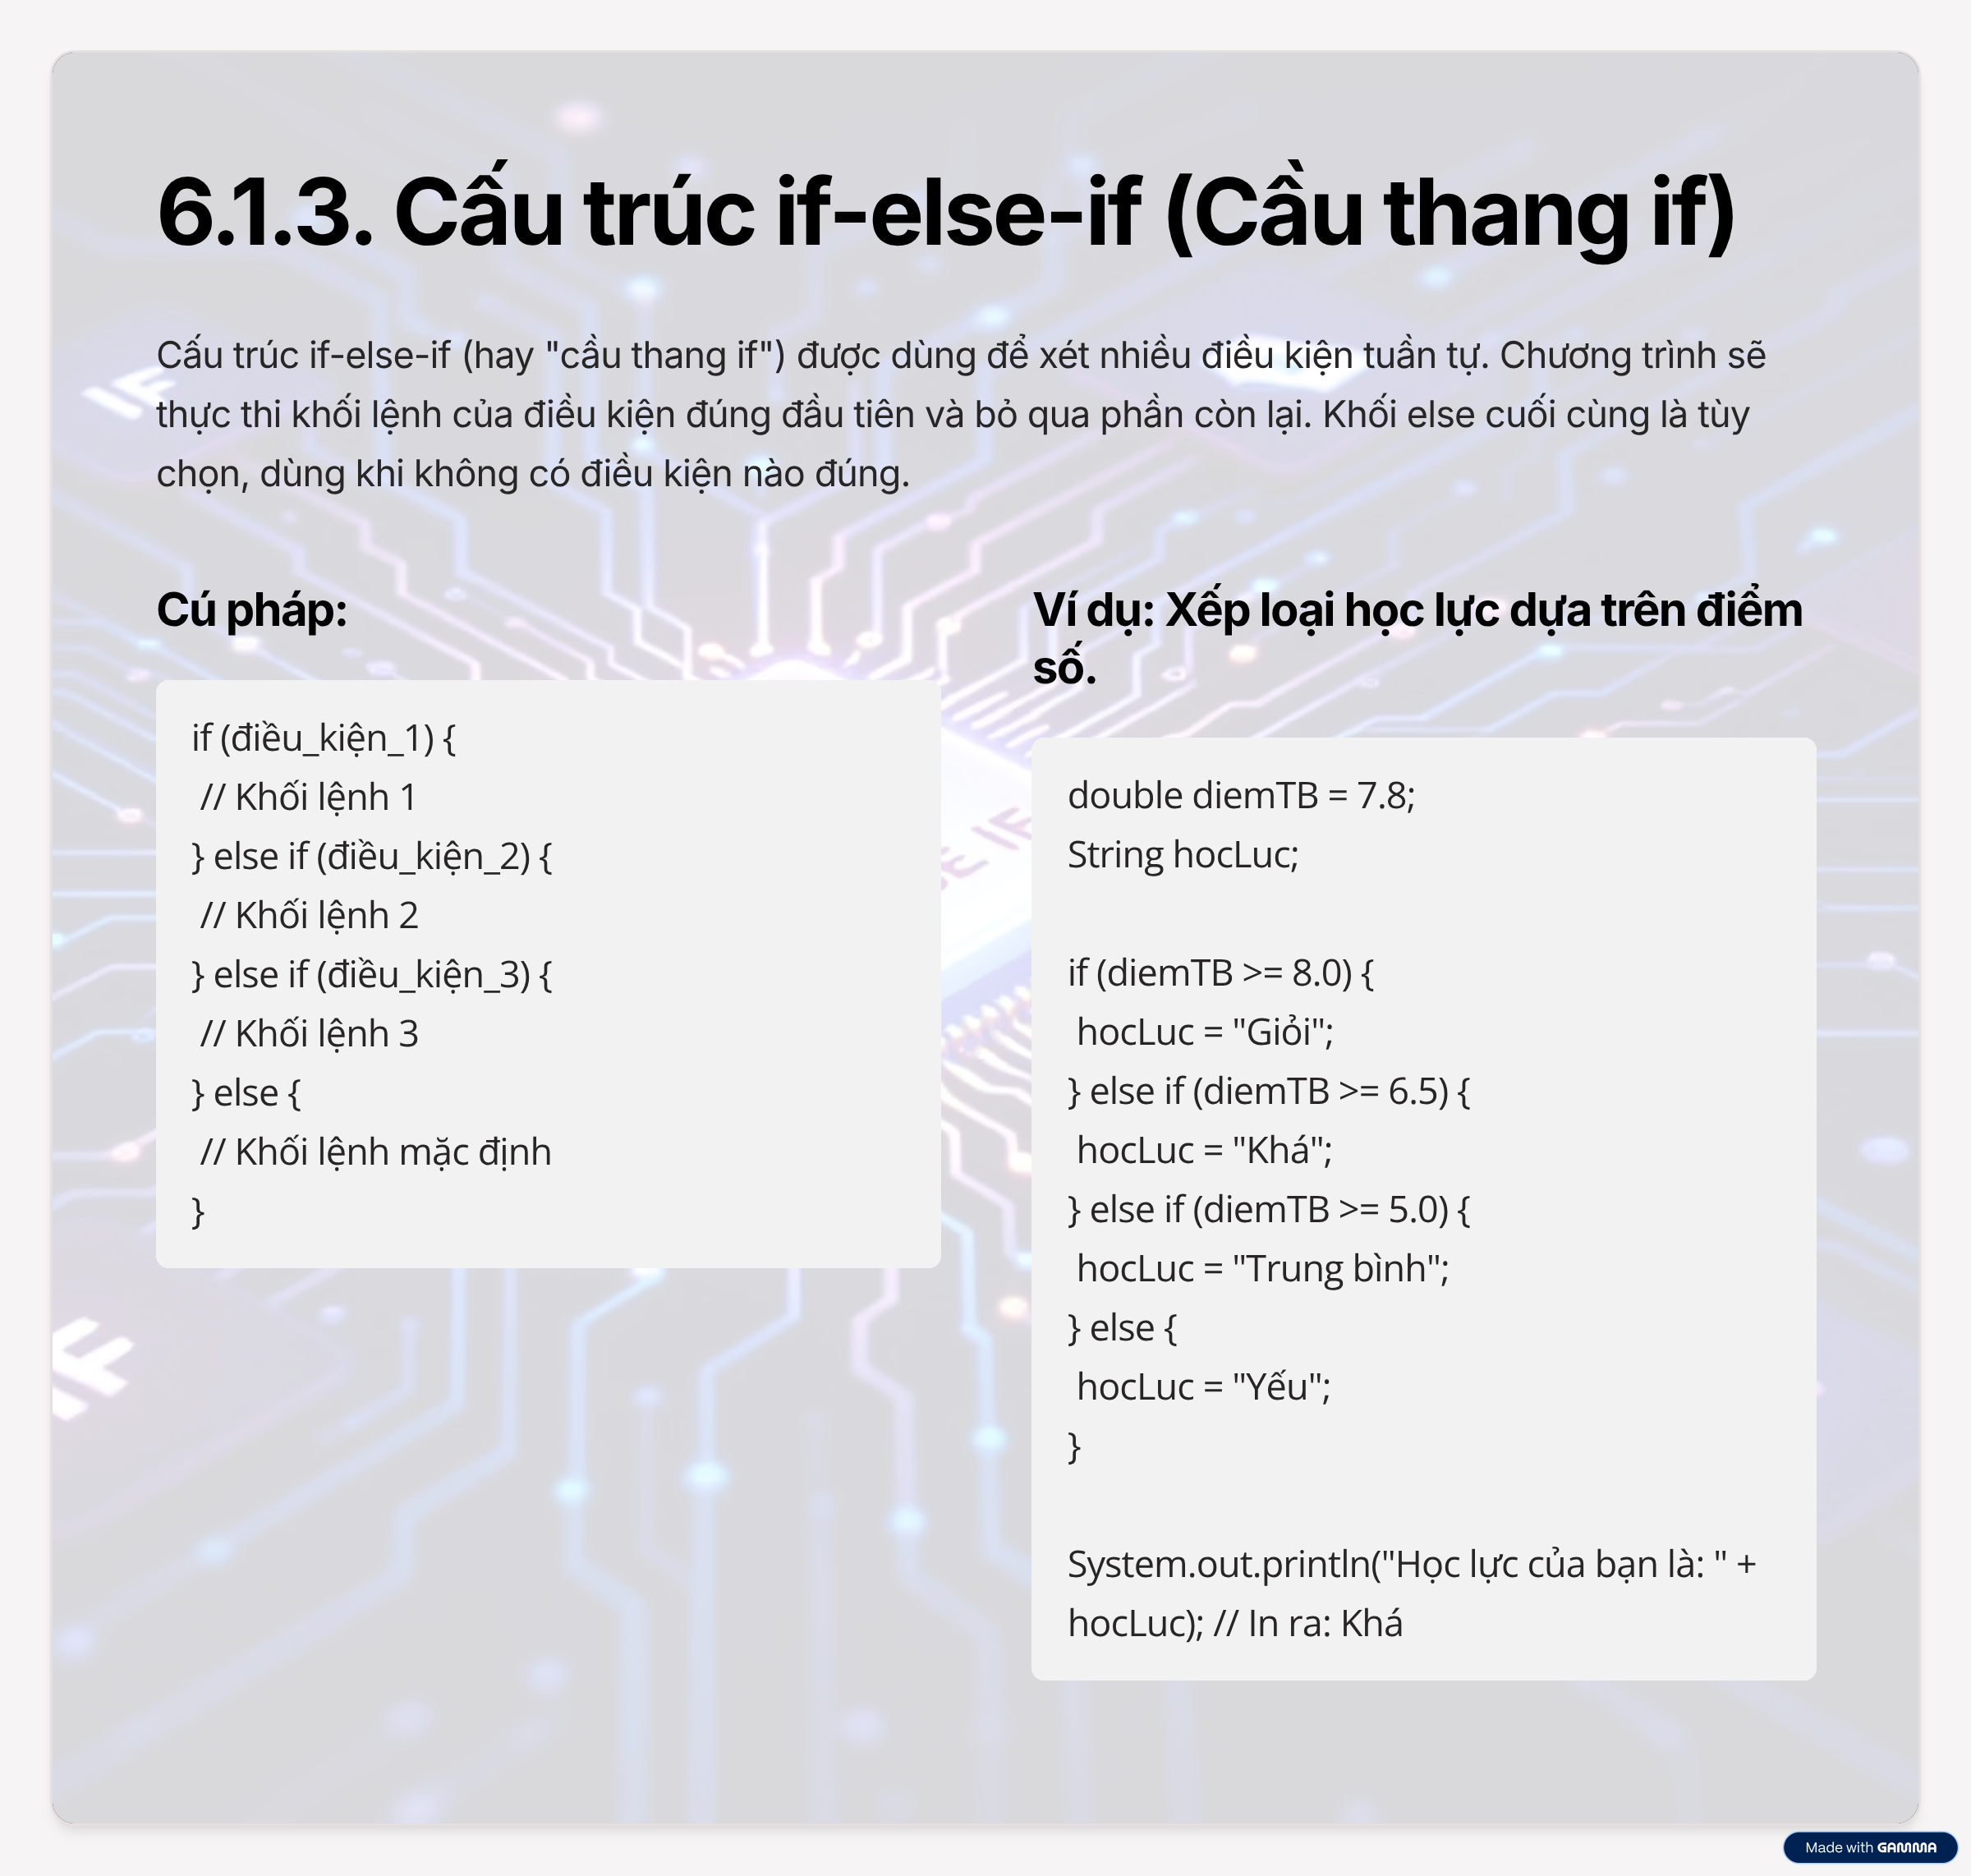 6.1.3. Cấu trúc if-else-if (Cầu thang if)
Cấu trúc if-else-if (hay "cầu thang if") được dùng để xét nhiều điều kiện tuần tự. Chương trình sẽ
thực thi khối lệnh của điều kiện đúng đầu tiên và bỏ qua phần còn lại. Khối else cuối cùng là tùy
chọn, dùng khi không có điều kiện nào đúng.
Cú pháp:
if (điều_kiện_1) {
 // Khối lệnh 1
} else if (điều_kiện_2) {
 // Khối lệnh 2
} else if (điều_kiện_3) {
 // Khối lệnh 3
} else {
 // Khối lệnh mặc định
}
Ví dụ: Xếp loại học lực dựa trên điểm
số.
double diemTB = 7.8;
String hocLuc;
if (diemTB >= 8.0) {
 hocLuc = "Giỏi";
} else if (diemTB >= 6.5) {
 hocLuc = "Khá";
} else if (diemTB >= 5.0) {
 hocLuc = "Trung bình";
} else {
 hocLuc = "Yếu";
}
System.out.println("Học lực của bạn là: " +
hocLuc); // In ra: Khá
IF
IF
IF
Made with GAMMA